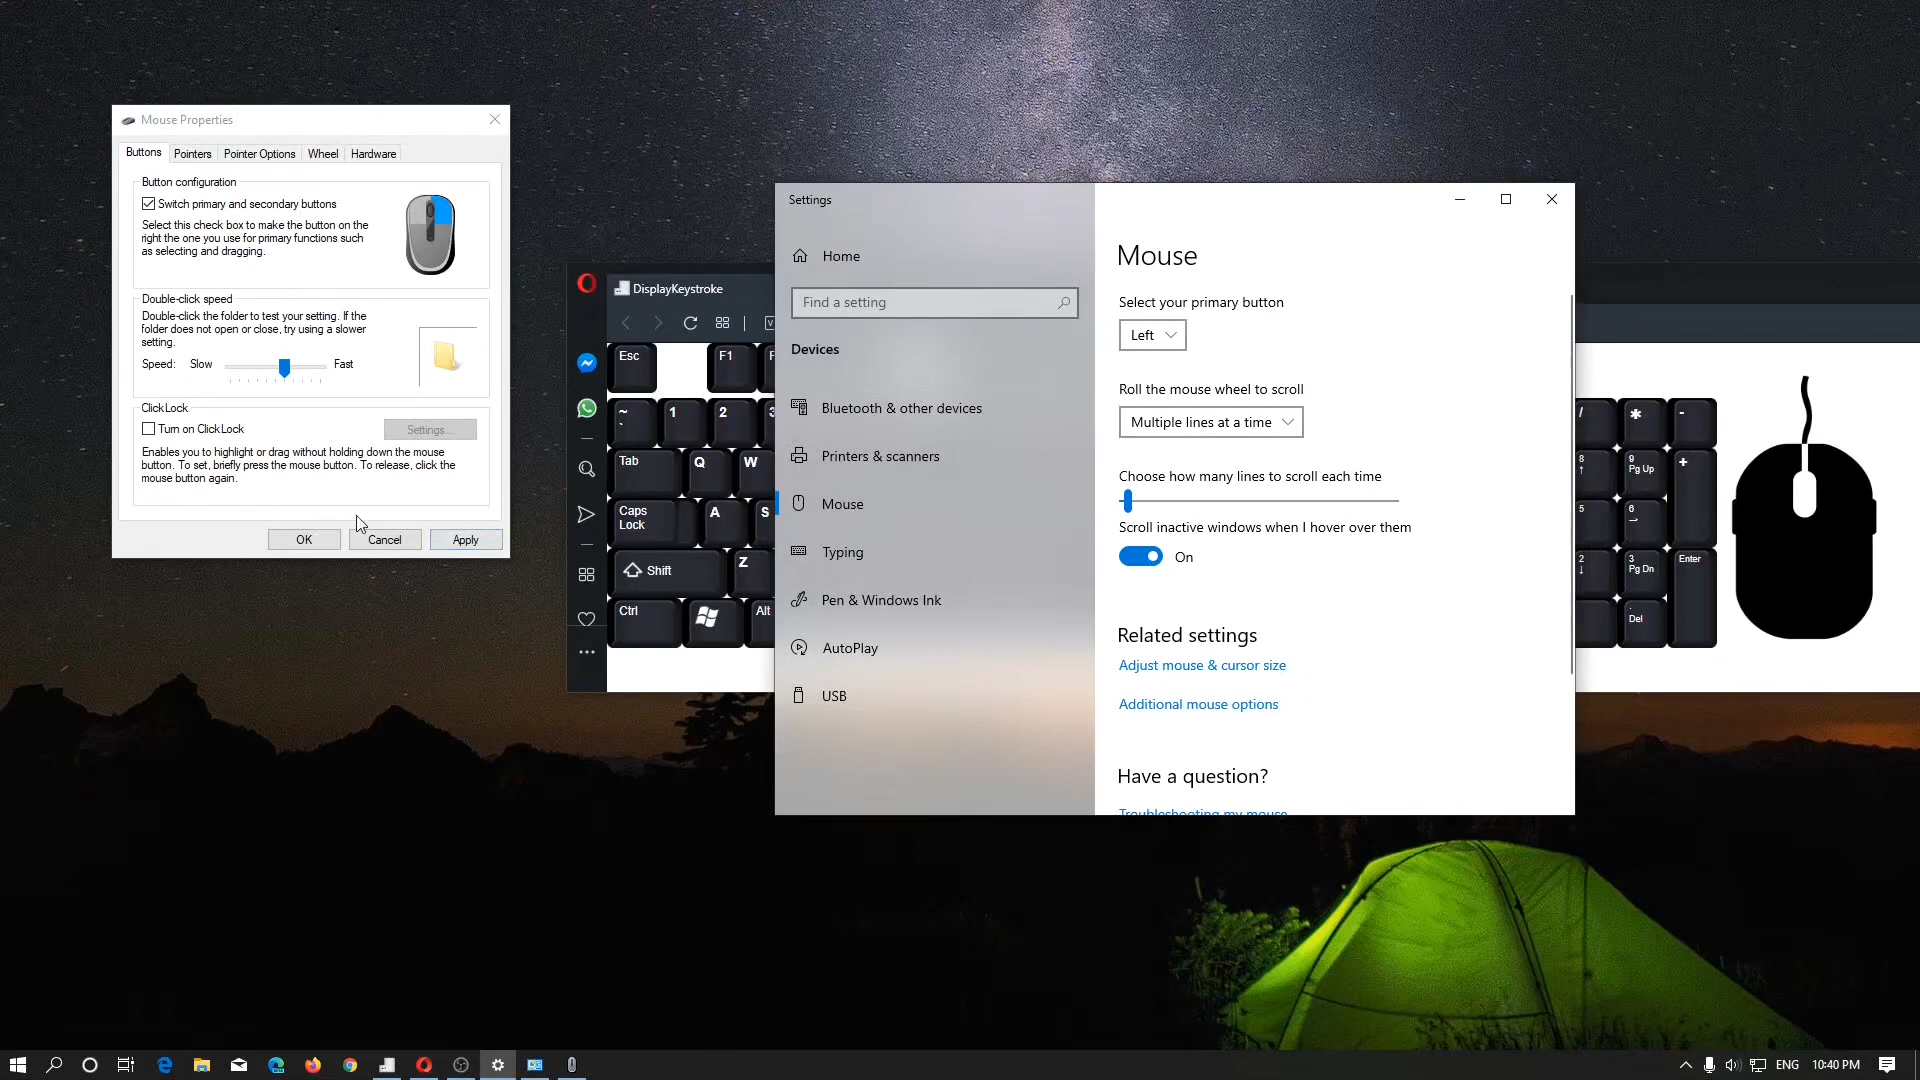 Mouse Properties
Buttons Pointers Pointer Options Wheel Hardware
Button configuration
Switch primary and secondary buttons
Select this check box to make the button on the
right the one you use for primary functions such
as selecting and dragging.
Double-click speed
Double-click the folder to test your setting. If the
folder does not open or close, try using a slower
setting.
Speed: Slow Fast
ClickLock
Turn on ClickLock Settings...
Enables you to highlight or drag without holding down the mouse
button. To set, briefly press the mouse button. To release, click the
mouse button again.
OK Cancel Apply
DisplayKeystroke
Esc F1
~ ` 1 2 3
Tab Q W
Caps Lock A S
Shift Z
Ctrl Alt
Settings
Home
Find a setting
Devices
Bluetooth & other devices
Printers & scanners
Mouse
Typing
Pen & Windows Ink
AutoPlay
USB
Mouse
Select your primary button
Left
Roll the mouse wheel to scroll
Multiple lines at a time
Choose how many lines to scroll each time
Scroll inactive windows when I hover over them
On
Related settings
Adjust mouse & cursor size
Additional mouse options
Have a question?
Troubleshooting my mouse
/ * -
8 ↑ 9 Pg Up +
5 6 →
2 ↓ 3 Pg Dn Enter
. Del
ENG 10:40 PM